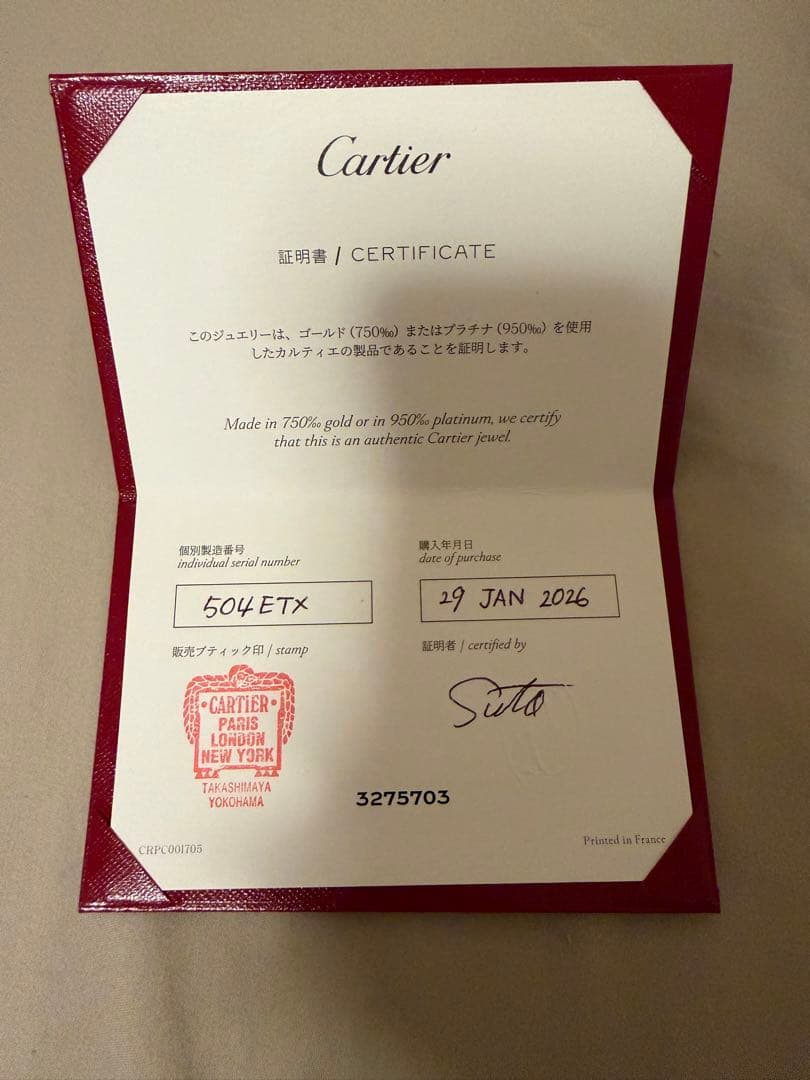 Cartier
証明書 / CERTIFICATE
このジュエリーは、ゴールド（750‰）またはプラチナ（950‰）を使用
したカルティエの製品であることを証明します。
Made in 750‰ gold or in 950‰ platinum, we certify
that this is an authentic Cartier jewel.
個別製造番号
individual serial number
504ETX
購入年月日
date of purchase
29 JAN 2026
販売ブティック印 / stamp
CARTIER
PARIS
LONDON
NEW YORK
TAKASHIMAYA
YOKOHAMA
証明者 / certified by
Suto
3275703
CRPC001705
Printed in France